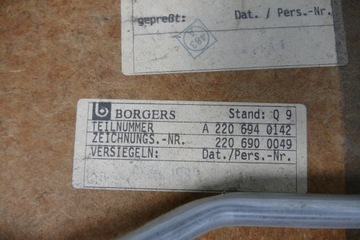 gepreßt: Dat. / Pers.-Nr.
BORGERS Stand: Q 9
TEILNUMMER A 220 694 0142
ZEICHNUNGS.-NR. 220 690 0049
VERSIEGELN: Dat./Pers.-Nr.